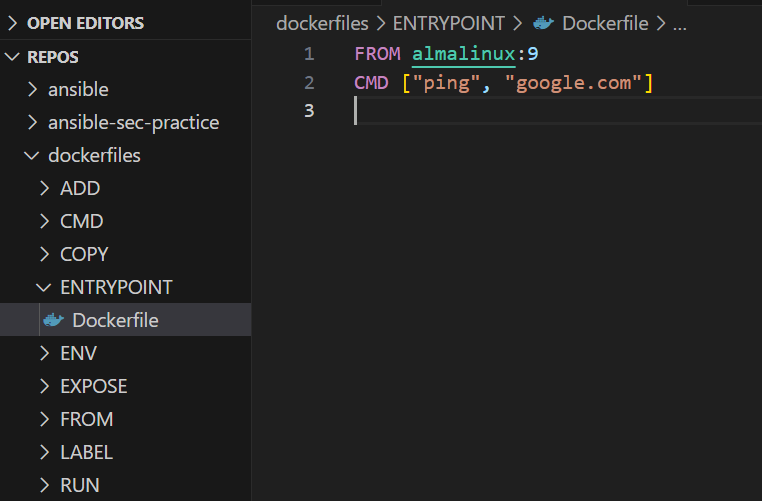 OPEN EDITORS
REPOS
ansible
ansible-sec-practice
dockerfiles
ADD
CMD
COPY
ENTRYPOINT
Dockerfile
ENV
EXPOSE
FROM
LABEL
RUN
dockerfiles > ENTRYPOINT > Dockerfile > ...
1 FROM almalinux:9
2 CMD ["ping", "google.com"]
3